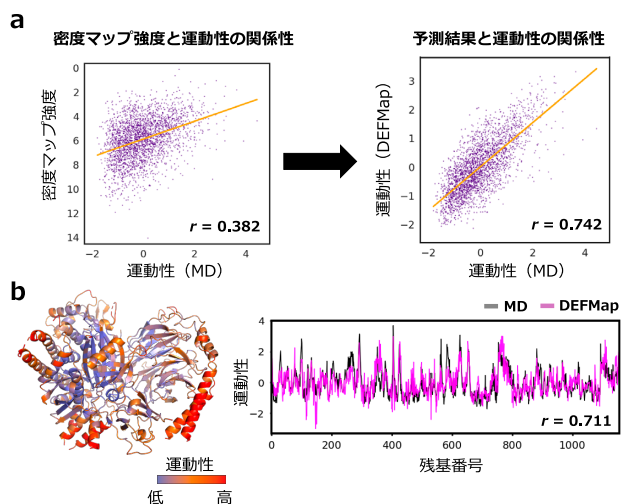 a
密度マップ強度と運動性の関係性
予測結果と運動性の関係性
密度マップ強度
0
2
4
6
8
10
12
14
−2
0
2
4
運動性（MD）
r = 0.382
運動性（DEFMap）
3
2
1
0
−1
−2
−2
0
2
4
運動性（MD）
r = 0.742
b
運動性
低
高
MD
DEFMap
運動性
4
2
0
−2
0
200
400
600
800
1000
残基番号
r = 0.711